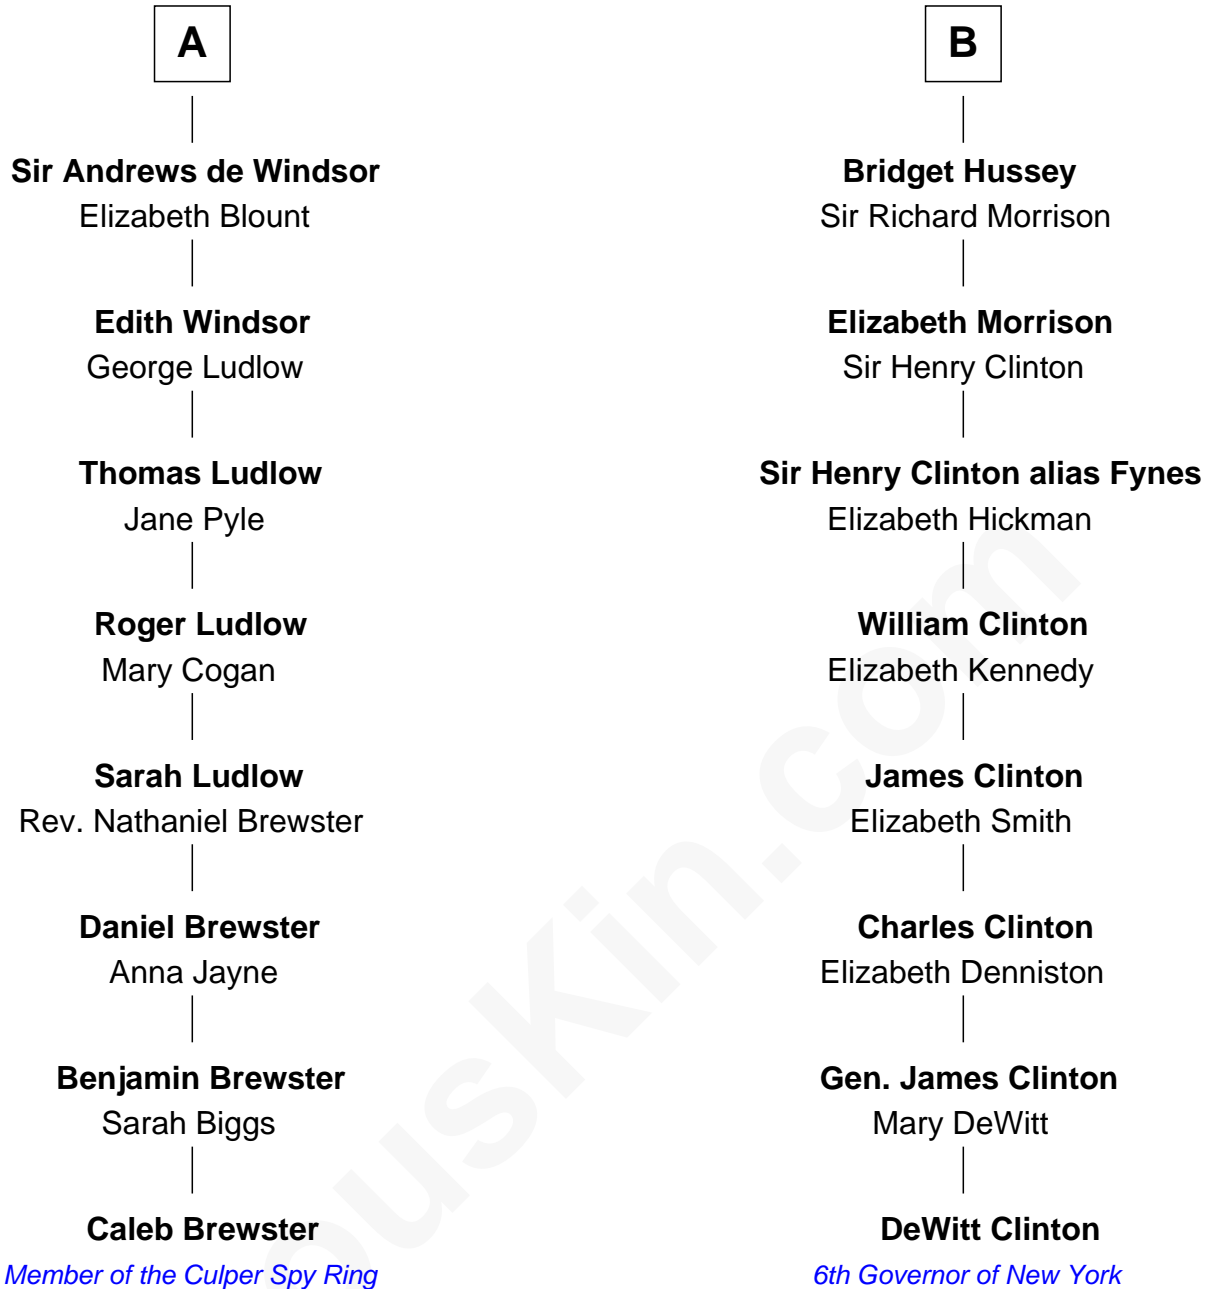 A
Sir Andrews de Windsor
Elizabeth Blount
Edith Windsor
George Ludlow
Thomas Ludlow
Jane Pyle
Roger Ludlow
Mary Cogan
Sarah Ludlow
Rev. Nathaniel Brewster
Daniel Brewster
Anna Jayne
Benjamin Brewster
Sarah Biggs
Caleb Brewster
Member of the Culper Spy Ring
B
Bridget Hussey
Sir Richard Morrison
Elizabeth Morrison
Sir Henry Clinton
Sir Henry Clinton alias Fynes
Elizabeth Hickman
William Clinton
Elizabeth Kennedy
James Clinton
Elizabeth Smith
Charles Clinton
Elizabeth Denniston
Gen. James Clinton
Mary DeWitt
DeWitt Clinton
6th Governor of New York
ousKin.com